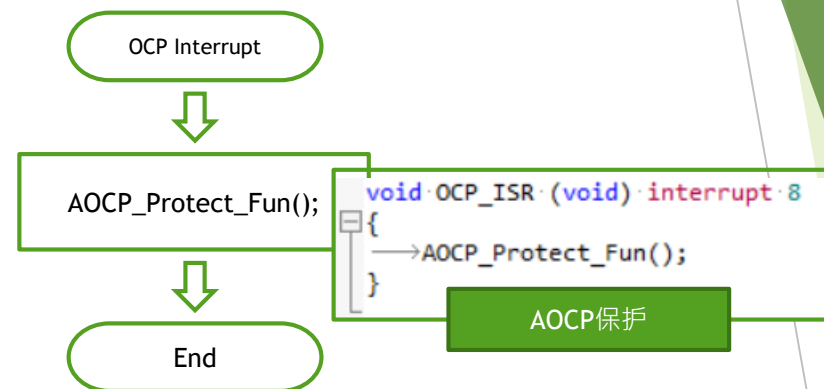 OCP Interrupt
AOCP_Protect_Fun();
void OCP_ISR (void) interrupt 8
{
AOCP_Protect_Fun();
}
AOCP保护
End